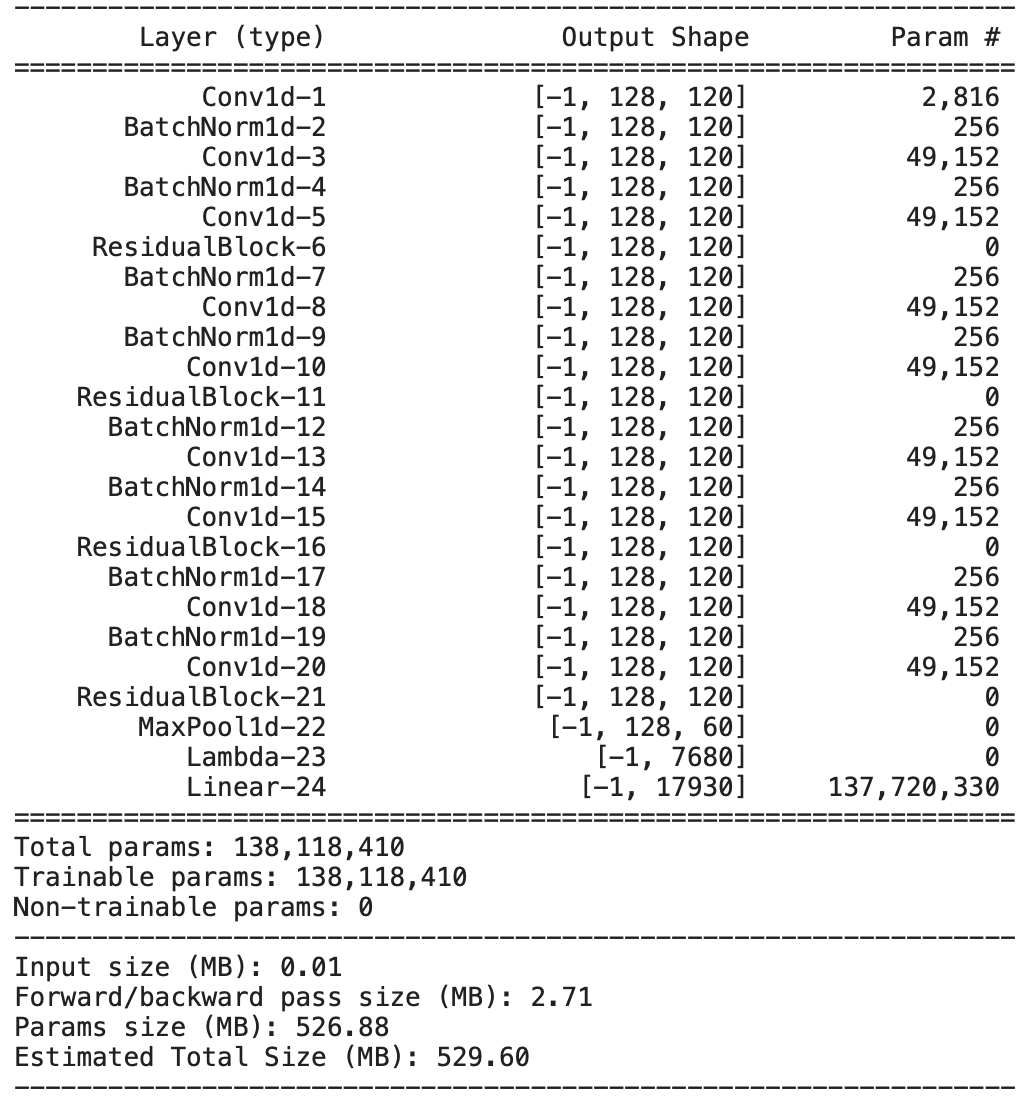 ----------------------------------------------------------------
Layer (type) Output Shape Param #
================================================================
Conv1d-1 [-1, 128, 120] 2,816
BatchNorm1d-2 [-1, 128, 120] 256
Conv1d-3 [-1, 128, 120] 49,152
BatchNorm1d-4 [-1, 128, 120] 256
Conv1d-5 [-1, 128, 120] 49,152
ResidualBlock-6 [-1, 128, 120] 0
BatchNorm1d-7 [-1, 128, 120] 256
Conv1d-8 [-1, 128, 120] 49,152
BatchNorm1d-9 [-1, 128, 120] 256
Conv1d-10 [-1, 128, 120] 49,152
ResidualBlock-11 [-1, 128, 120] 0
BatchNorm1d-12 [-1, 128, 120] 256
Conv1d-13 [-1, 128, 120] 49,152
BatchNorm1d-14 [-1, 128, 120] 256
Conv1d-15 [-1, 128, 120] 49,152
ResidualBlock-16 [-1, 128, 120] 0
BatchNorm1d-17 [-1, 128, 120] 256
Conv1d-18 [-1, 128, 120] 49,152
BatchNorm1d-19 [-1, 128, 120] 256
Conv1d-20 [-1, 128, 120] 49,152
ResidualBlock-21 [-1, 128, 120] 0
MaxPool1d-22 [-1, 128, 60] 0
Lambda-23 [-1, 7680] 0
Linear-24 [-1, 17930] 137,720,330
================================================================
Total params: 138,118,410
Trainable params: 138,118,410
Non-trainable params: 0
----------------------------------------------------------------
Input size (MB): 0.01
Forward/backward pass size (MB): 2.71
Params size (MB): 526.88
Estimated Total Size (MB): 529.60
----------------------------------------------------------------